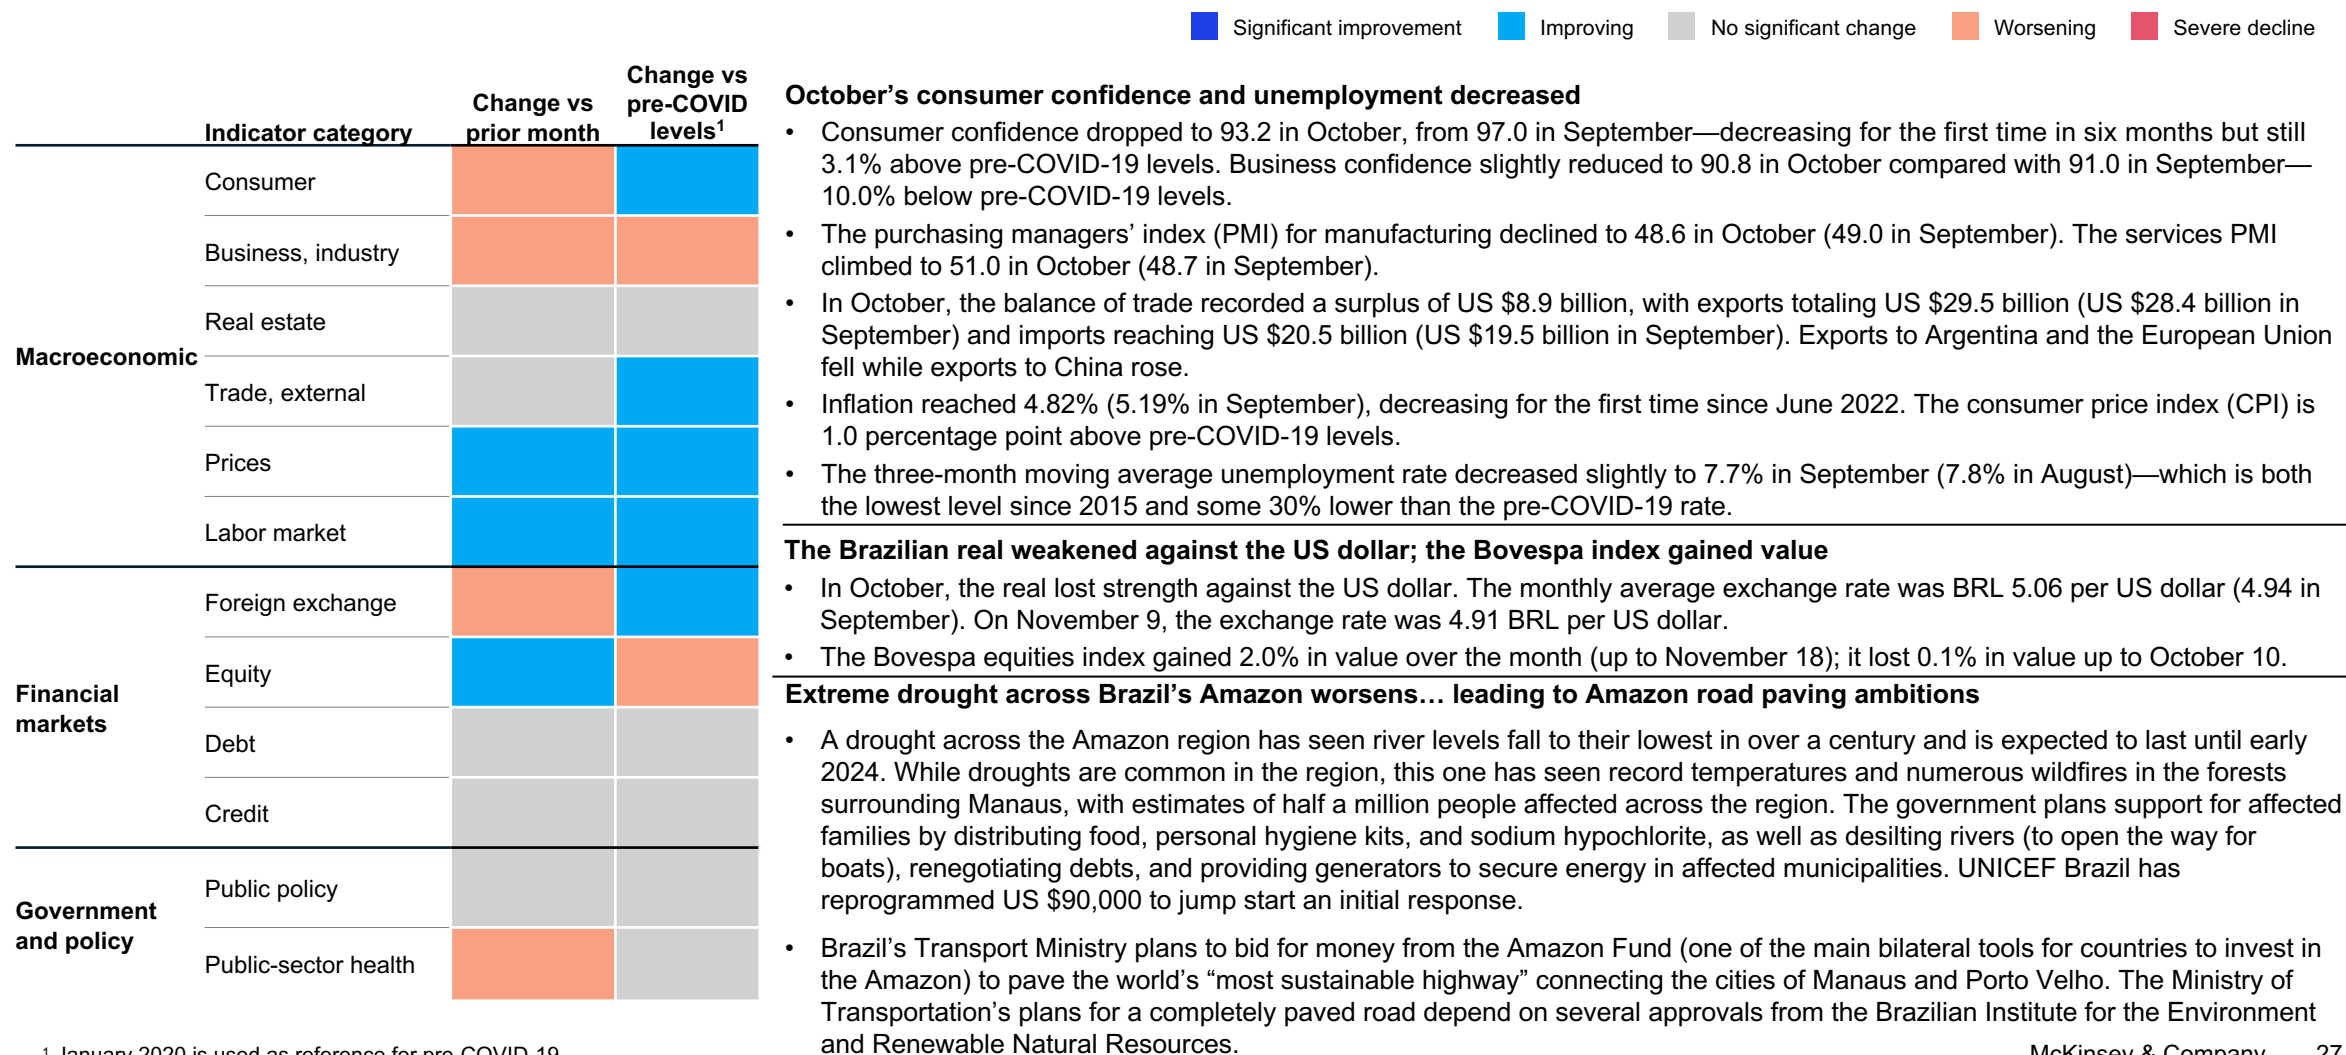 Significant improvement
Improving
No significant change
Worsening
Severe decline
Indicator category
Change vs
prior month
Change vs
pre-COVID
levels1
Macroeconomic
Consumer
Business, industry
Real estate
Trade, external
Prices
Labor market
Financial
markets
Foreign exchange
Equity
Debt
Credit
Government
and policy
Public policy
Public-sector health
October’s consumer confidence and unemployment decreased
• Consumer confidence dropped to 93.2 in October, from 97.0 in September—decreasing for the first time in six months but still
3.1% above pre-COVID-19 levels. Business confidence slightly reduced to 90.8 in October compared with 91.0 in September—
10.0% below pre-COVID-19 levels.
• The purchasing managers’ index (PMI) for manufacturing declined to 48.6 in October (49.0 in September). The services PMI
climbed to 51.0 in October (48.7 in September).
• In October, the balance of trade recorded a surplus of US $8.9 billion, with exports totaling US $29.5 billion (US $28.4 billion in
September) and imports reaching US $20.5 billion (US $19.5 billion in September). Exports to Argentina and the European Union
fell while exports to China rose.
• Inflation reached 4.82% (5.19% in September), decreasing for the first time since June 2022. The consumer price index (CPI) is
1.0 percentage point above pre-COVID-19 levels.
• The three-month moving average unemployment rate decreased slightly to 7.7% in September (7.8% in August)—which is both
the lowest level since 2015 and some 30% lower than the pre-COVID-19 rate.
The Brazilian real weakened against the US dollar; the Bovespa index gained value
• In October, the real lost strength against the US dollar. The monthly average exchange rate was BRL 5.06 per US dollar (4.94 in
September). On November 9, the exchange rate was 4.91 BRL per US dollar.
• The Bovespa equities index gained 2.0% in value over the month (up to November 18); it lost 0.1% in value up to October 10.
Extreme drought across Brazil’s Amazon worsens… leading to Amazon road paving ambitions
• A drought across the Amazon region has seen river levels fall to their lowest in over a century and is expected to last until early
2024. While droughts are common in the region, this one has seen record temperatures and numerous wildfires in the forests
surrounding Manaus, with estimates of half a million people affected across the region. The government plans support for affected
families by distributing food, personal hygiene kits, and sodium hypochlorite, as well as desilting rivers (to open the way for
boats), renegotiating debts, and providing generators to secure energy in affected municipalities. UNICEF Brazil has
reprogrammed US $90,000 to jump start an initial response.
• Brazil’s Transport Ministry plans to bid for money from the Amazon Fund (one of the main bilateral tools for countries to invest in
the Amazon) to pave the world’s “most sustainable highway” connecting the cities of Manaus and Porto Velho. The Ministry of
Transportation’s plans for a completely paved road depend on several approvals from the Brazilian Institute for the Environment
and Renewable Natural Resources.
1 January 2020 is used as reference for pre-COVID-19
McKinsey & Company 27